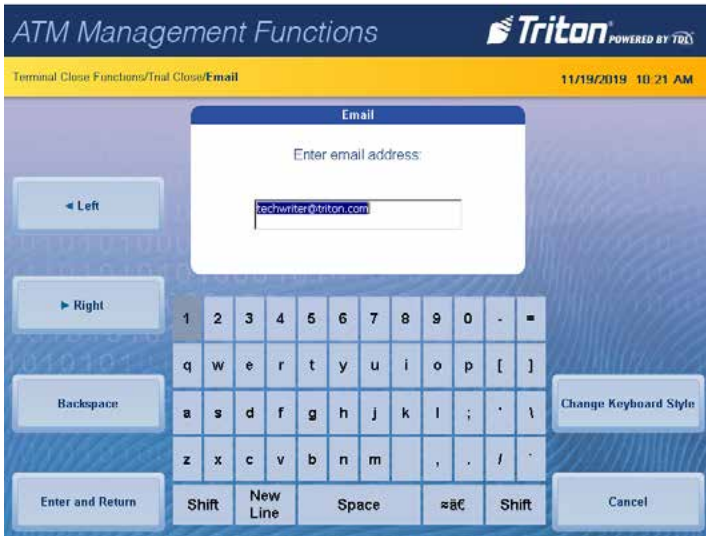 ATM Management Functions
Triton POWERED BY TDL
Terminal Close Functions/Trial Close/Email
11/19/2019 10:21 AM
Email
Enter email address:
techwriter@triton.com
◄ Left
► Right
Backspace
Enter and Return
1 2 3 4 5 6 7 8 9 0 - =
q w e r t y u i o p [ ]
a s d f g h j k l ; ' \
z x c v b n m , . / `
Shift New Line Space ≈ä€ Shift
Change Keyboard Style
Cancel